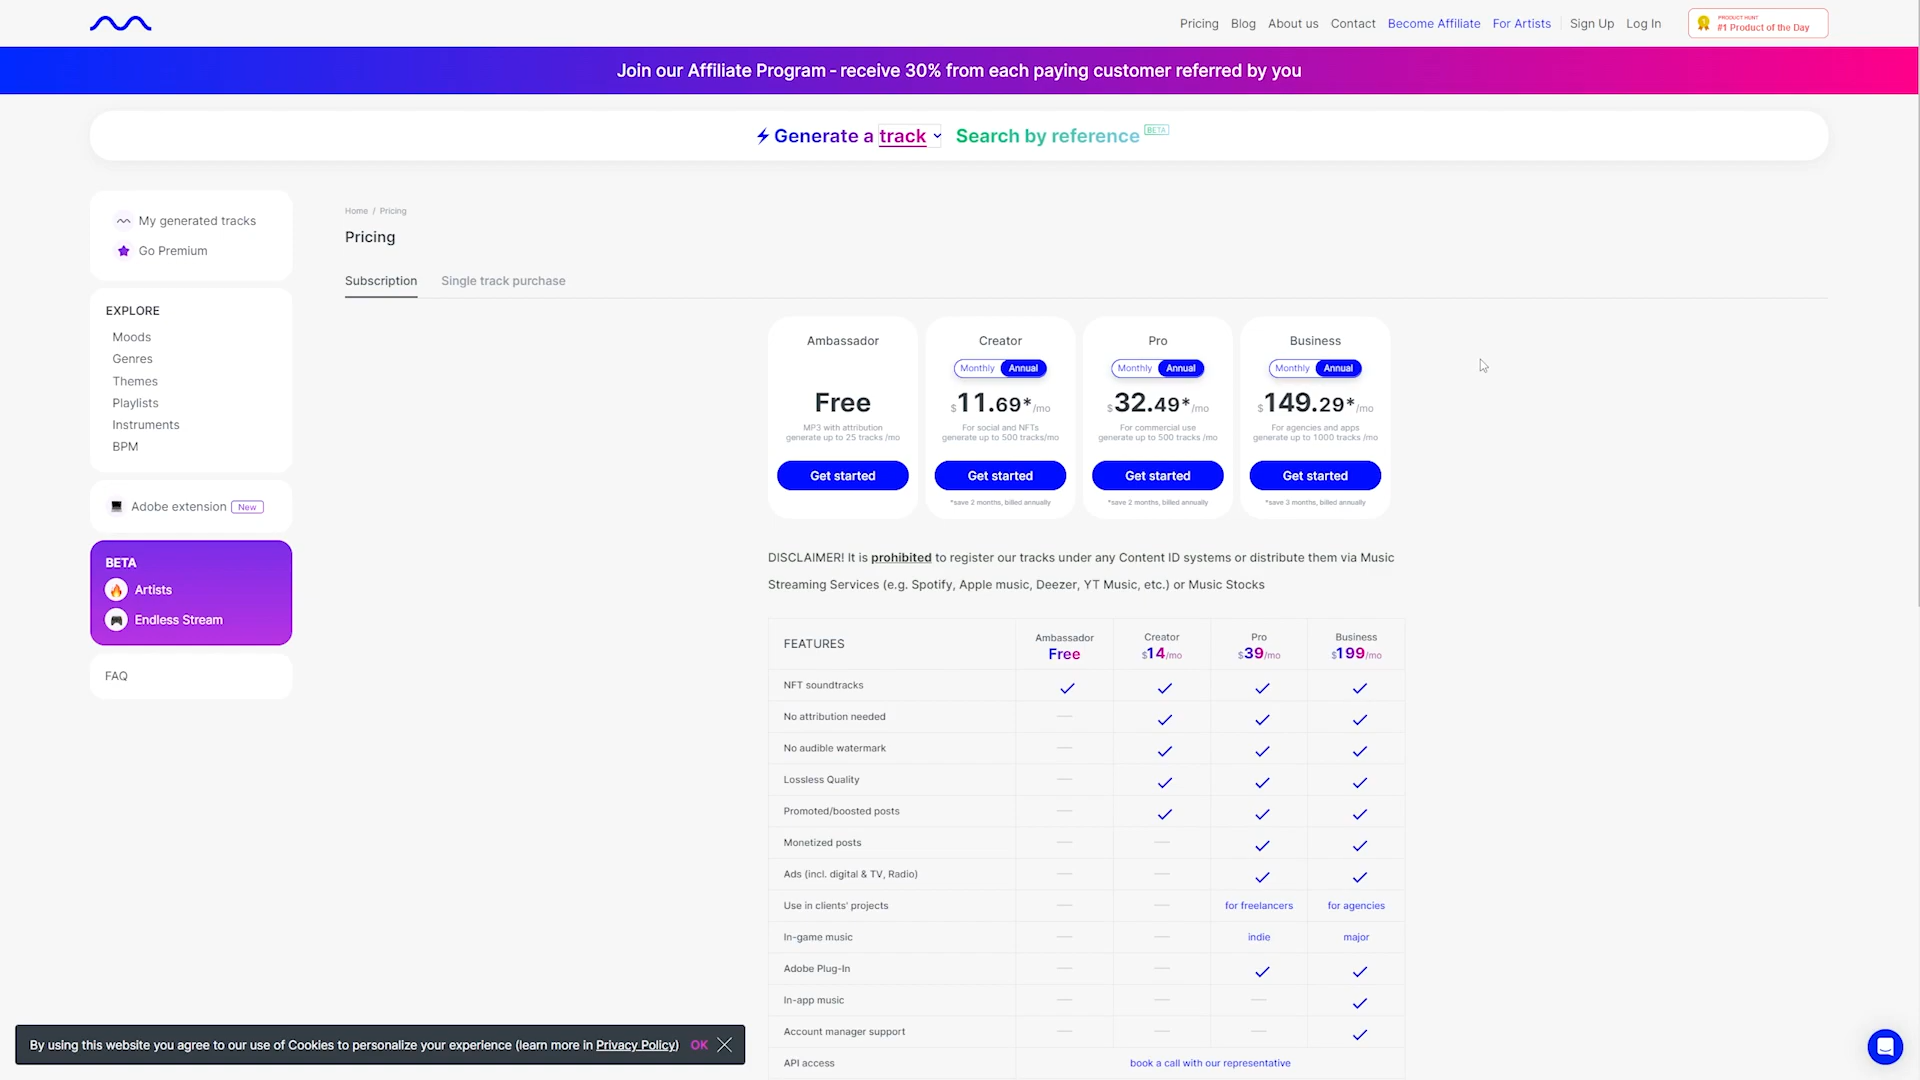 Pricing Blog About us Contact Become Affiliate For Artists Sign Up Log In
PRODUCT HUNT
#1 Product of the Day
Join our Affiliate Program - receive 30% from each paying customer referred by you
Generate a track Search by reference BETA
My generated tracks
Go Premium
EXPLORE
Moods
Genres
Themes
Playlists
Instruments
BPM
Adobe extension New
BETA
Artists
Endless Stream
FAQ
Home / Pricing
Pricing
Subscription Single track purchase
Ambassador
Free
MP3 with attribution
generate up to 25 tracks /mo
Get started
Creator
Monthly Annual
$11.69*/mo
For social and NFTs
generate up to 500 tracks/mo
Get started
*save 2 months, billed annually
Pro
Monthly Annual
$32.49*/mo
For commercial use
generate up to 500 tracks /mo
Get started
*save 2 months, billed annually
Business
Monthly Annual
$149.29*/mo
For agencies and apps
generate up to 1000 tracks /mo
Get started
*save 3 months, billed annually
DISCLAIMER! It is prohibited to register our tracks under any Content ID systems or distribute them via Music
Streaming Services (e.g. Spotify, Apple music, Deezer, YT Music, etc.) or Music Stocks
FEATURES
Ambassador Creator Pro Business
Free $14/mo $39/mo $199/mo
NFT soundtracks
No attribution needed
No audible watermark
Lossless Quality
Promoted/boosted posts
Monetized posts
Ads (incl. digital & TV, Radio)
Use in clients' projects for freelancers for agencies
In-game music indie major
Adobe Plug-In
In-app music
Account manager support
API access book a call with our representative
By using this website you agree to our use of Cookies to personalize your experience (learn more in Privacy Policy) OK